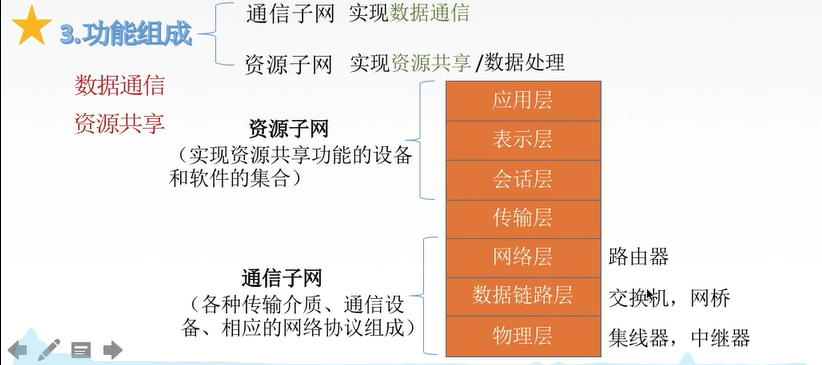 3.功能组成
通信子网 实现数据通信
资源子网 实现资源共享/数据处理
数据通信
资源共享
资源子网
（实现资源共享功能的设备
和软件的集合）
通信子网
（各种传输介质、通信设
备、相应的网络协议组成）
应用层
表示层
会话层
传输层
网络层 路由器
数据链路层 交换机，网桥
物理层 集线器，中继器